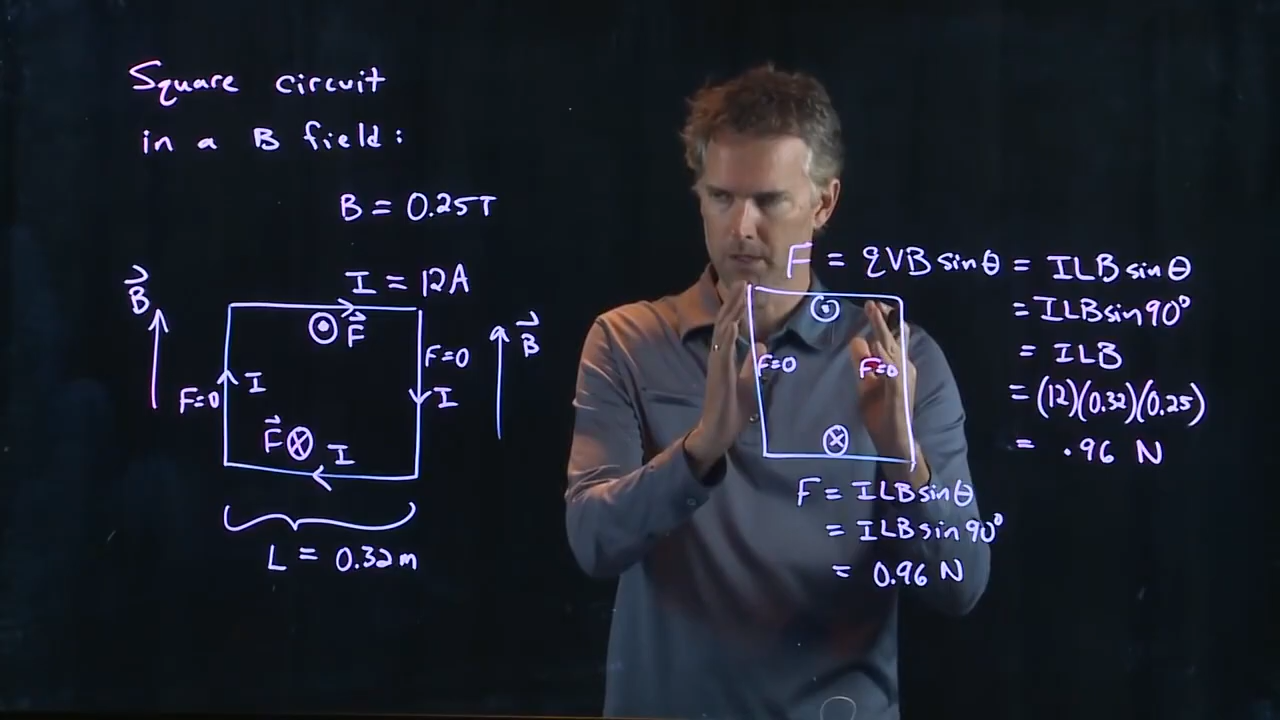 Square circuit
in a B field:
B = 0.25T
I = 12A
B⃗
F⃗
B⃗
F=0
F=0
I
I
F⃗
I
L = 0.32m
F = qVB sinθ = ILB sinθ
= ILB sin 90°
= ILB
= (12)(0.32)(0.25)
= .96 N
F=0
F=0
F = ILB sinθ
= ILB sin 90°
= 0.96 N